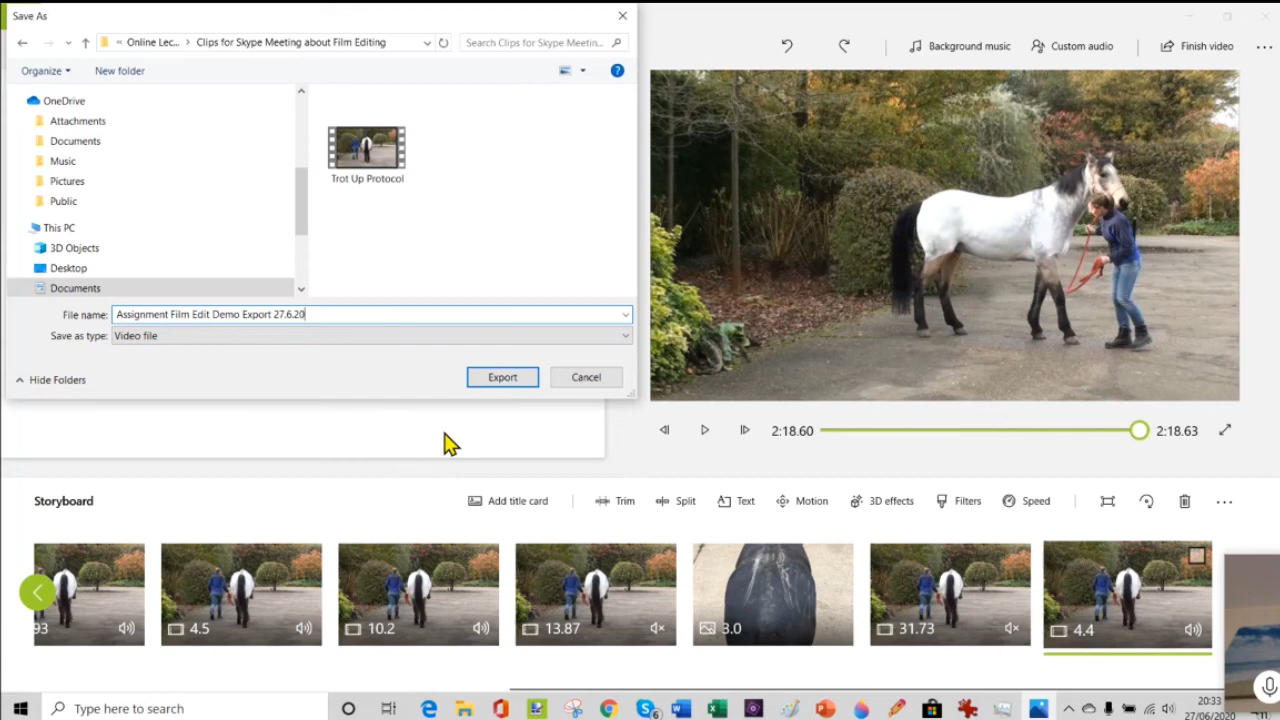 Save As
« Online Lec... > Clips for Skype Meeting about Film Editing
Search Clips for Skype Meetin...
Organize
New folder
OneDrive
Attachments
Documents
Music
Pictures
Public
This PC
3D Objects
Desktop
Documents
Trot Up Protocol
File name: Assignment Film Edit Demo Export 27.6.20
Save as type: Video file
Hide Folders
Export
Cancel
Background music
Custom audio
Finish video
2:18.60
2:18.63
Storyboard
Add title card
Trim
Split
Text
Motion
3D effects
Filters
Speed
93
4.5
10.2
13.87
3.0
31.73
4.4
Type here to search
6
20:33
27/06/2020